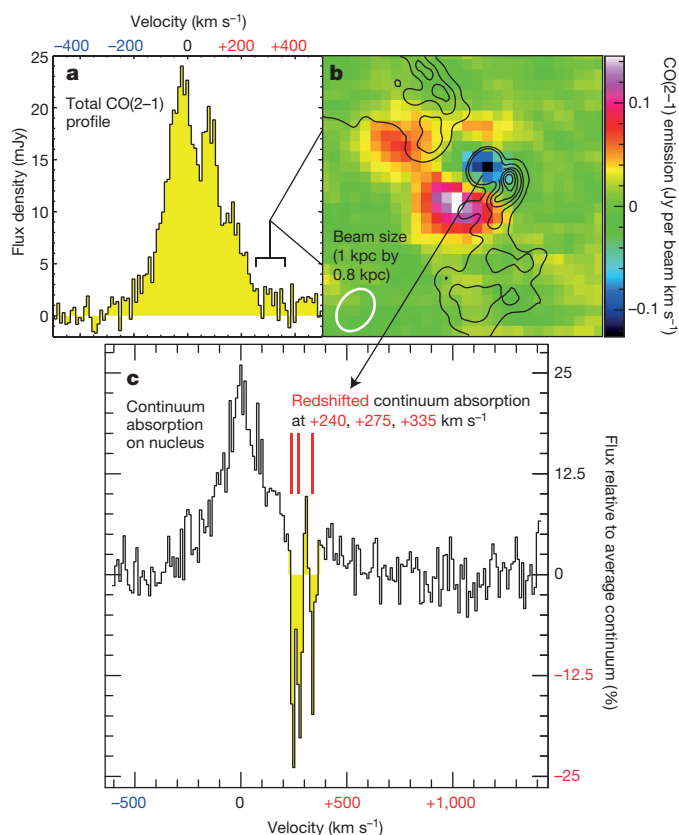 Velocity (km s⁻¹)
−400 −200 0 +200 +400
25
20
15
10
5
0
Flux density (mJy)
a
Total CO(2–1)
profile
b
Beam size
(1 kpc by
0.8 kpc)
0.1
0
−0.1
CO(2–1) emission (Jy per beam km s⁻¹)
c
Continuum
absorption
on nucleus
Redshifted continuum absorption
at +240, +275, +335 km s⁻¹
25
12.5
0
−12.5
−25
Flux relative to average continuum (%)
−500 0 +500 +1,000
Velocity (km s⁻¹)